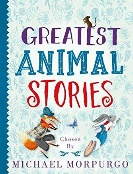 GREATEST
ANIMAL
STORIES
Chosen
By
MICHAEL MORPURGO